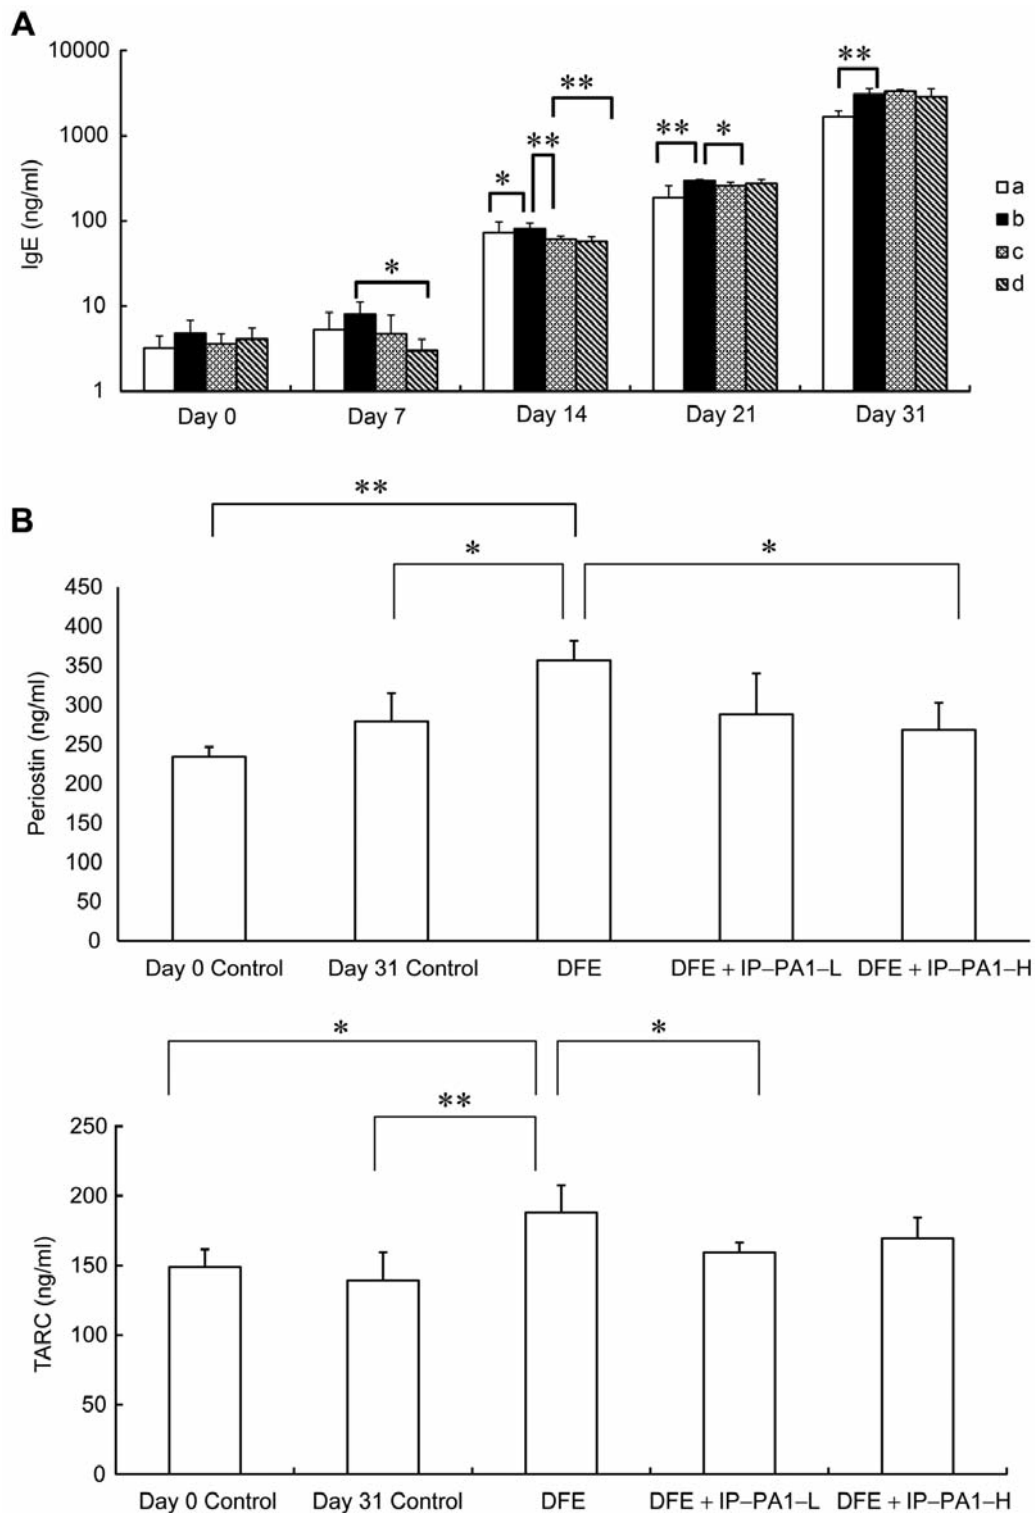 A
10000
1000
100
10
1
IgE (ng/ml)
**
**
**
*
**
*
*
a
b
c
d
Day 0 Day 7 Day 14 Day 21 Day 31
B
**
*
*
450
400
350
300
250
200
150
100
50
0
Periostin (ng/ml)
Day 0 Control Day 31 Control DFE DFE + IP–PA1–L DFE + IP–PA1–H
*
*
**
250
200
150
100
50
0
TARC (ng/ml)
Day 0 Control Day 31 Control DFE DFE + IP–PA1–L DFE + IP–PA1–H